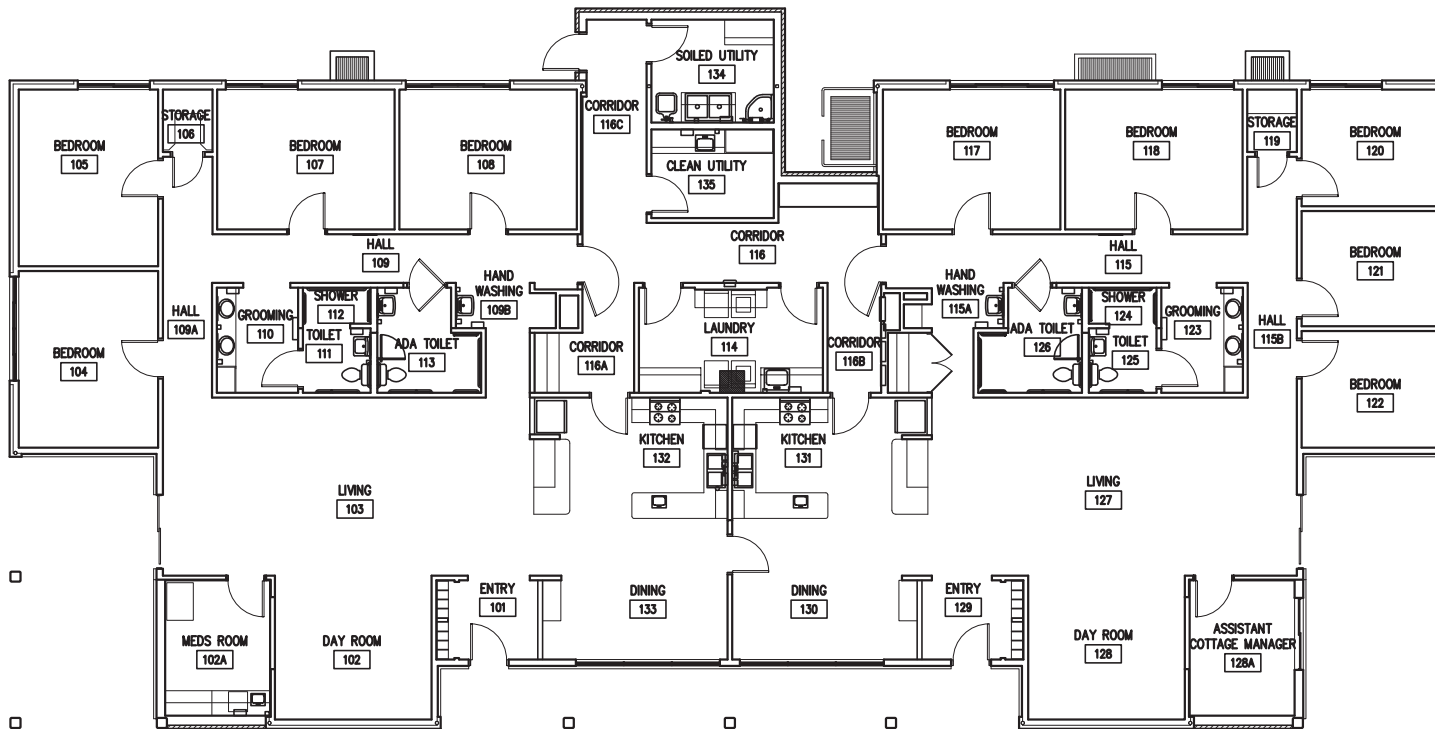 SOILED UTILITY
134
CORRIDOR
116C
STORAGE
106
STORAGE
119
BEDROOM
105
BEDROOM
107
BEDROOM
108
CLEAN UTILITY
135
BEDROOM
117
BEDROOM
118
BEDROOM
120
HALL
109
CORRIDOR
116
HALL
115
BEDROOM
121
HAND
WASHING
109B
HAND
WASHING
115A
SHOWER
112
SHOWER
124
HALL
109A
GROOMING
110
TOILET
111
ADA TOILET
113
CORRIDOR
116A
LAUNDRY
114
CORRIDOR
116B
ADA TOILET
126
TOILET
125
GROOMING
123
HALL
115B
BEDROOM
104
BEDROOM
122
KITCHEN
132
KITCHEN
131
LIVING
103
LIVING
127
ENTRY
101
DINING
133
DINING
130
ENTRY
129
MEDS ROOM
102A
DAY ROOM
102
DAY ROOM
128
ASSISTANT
COTTAGE MANAGER
128A